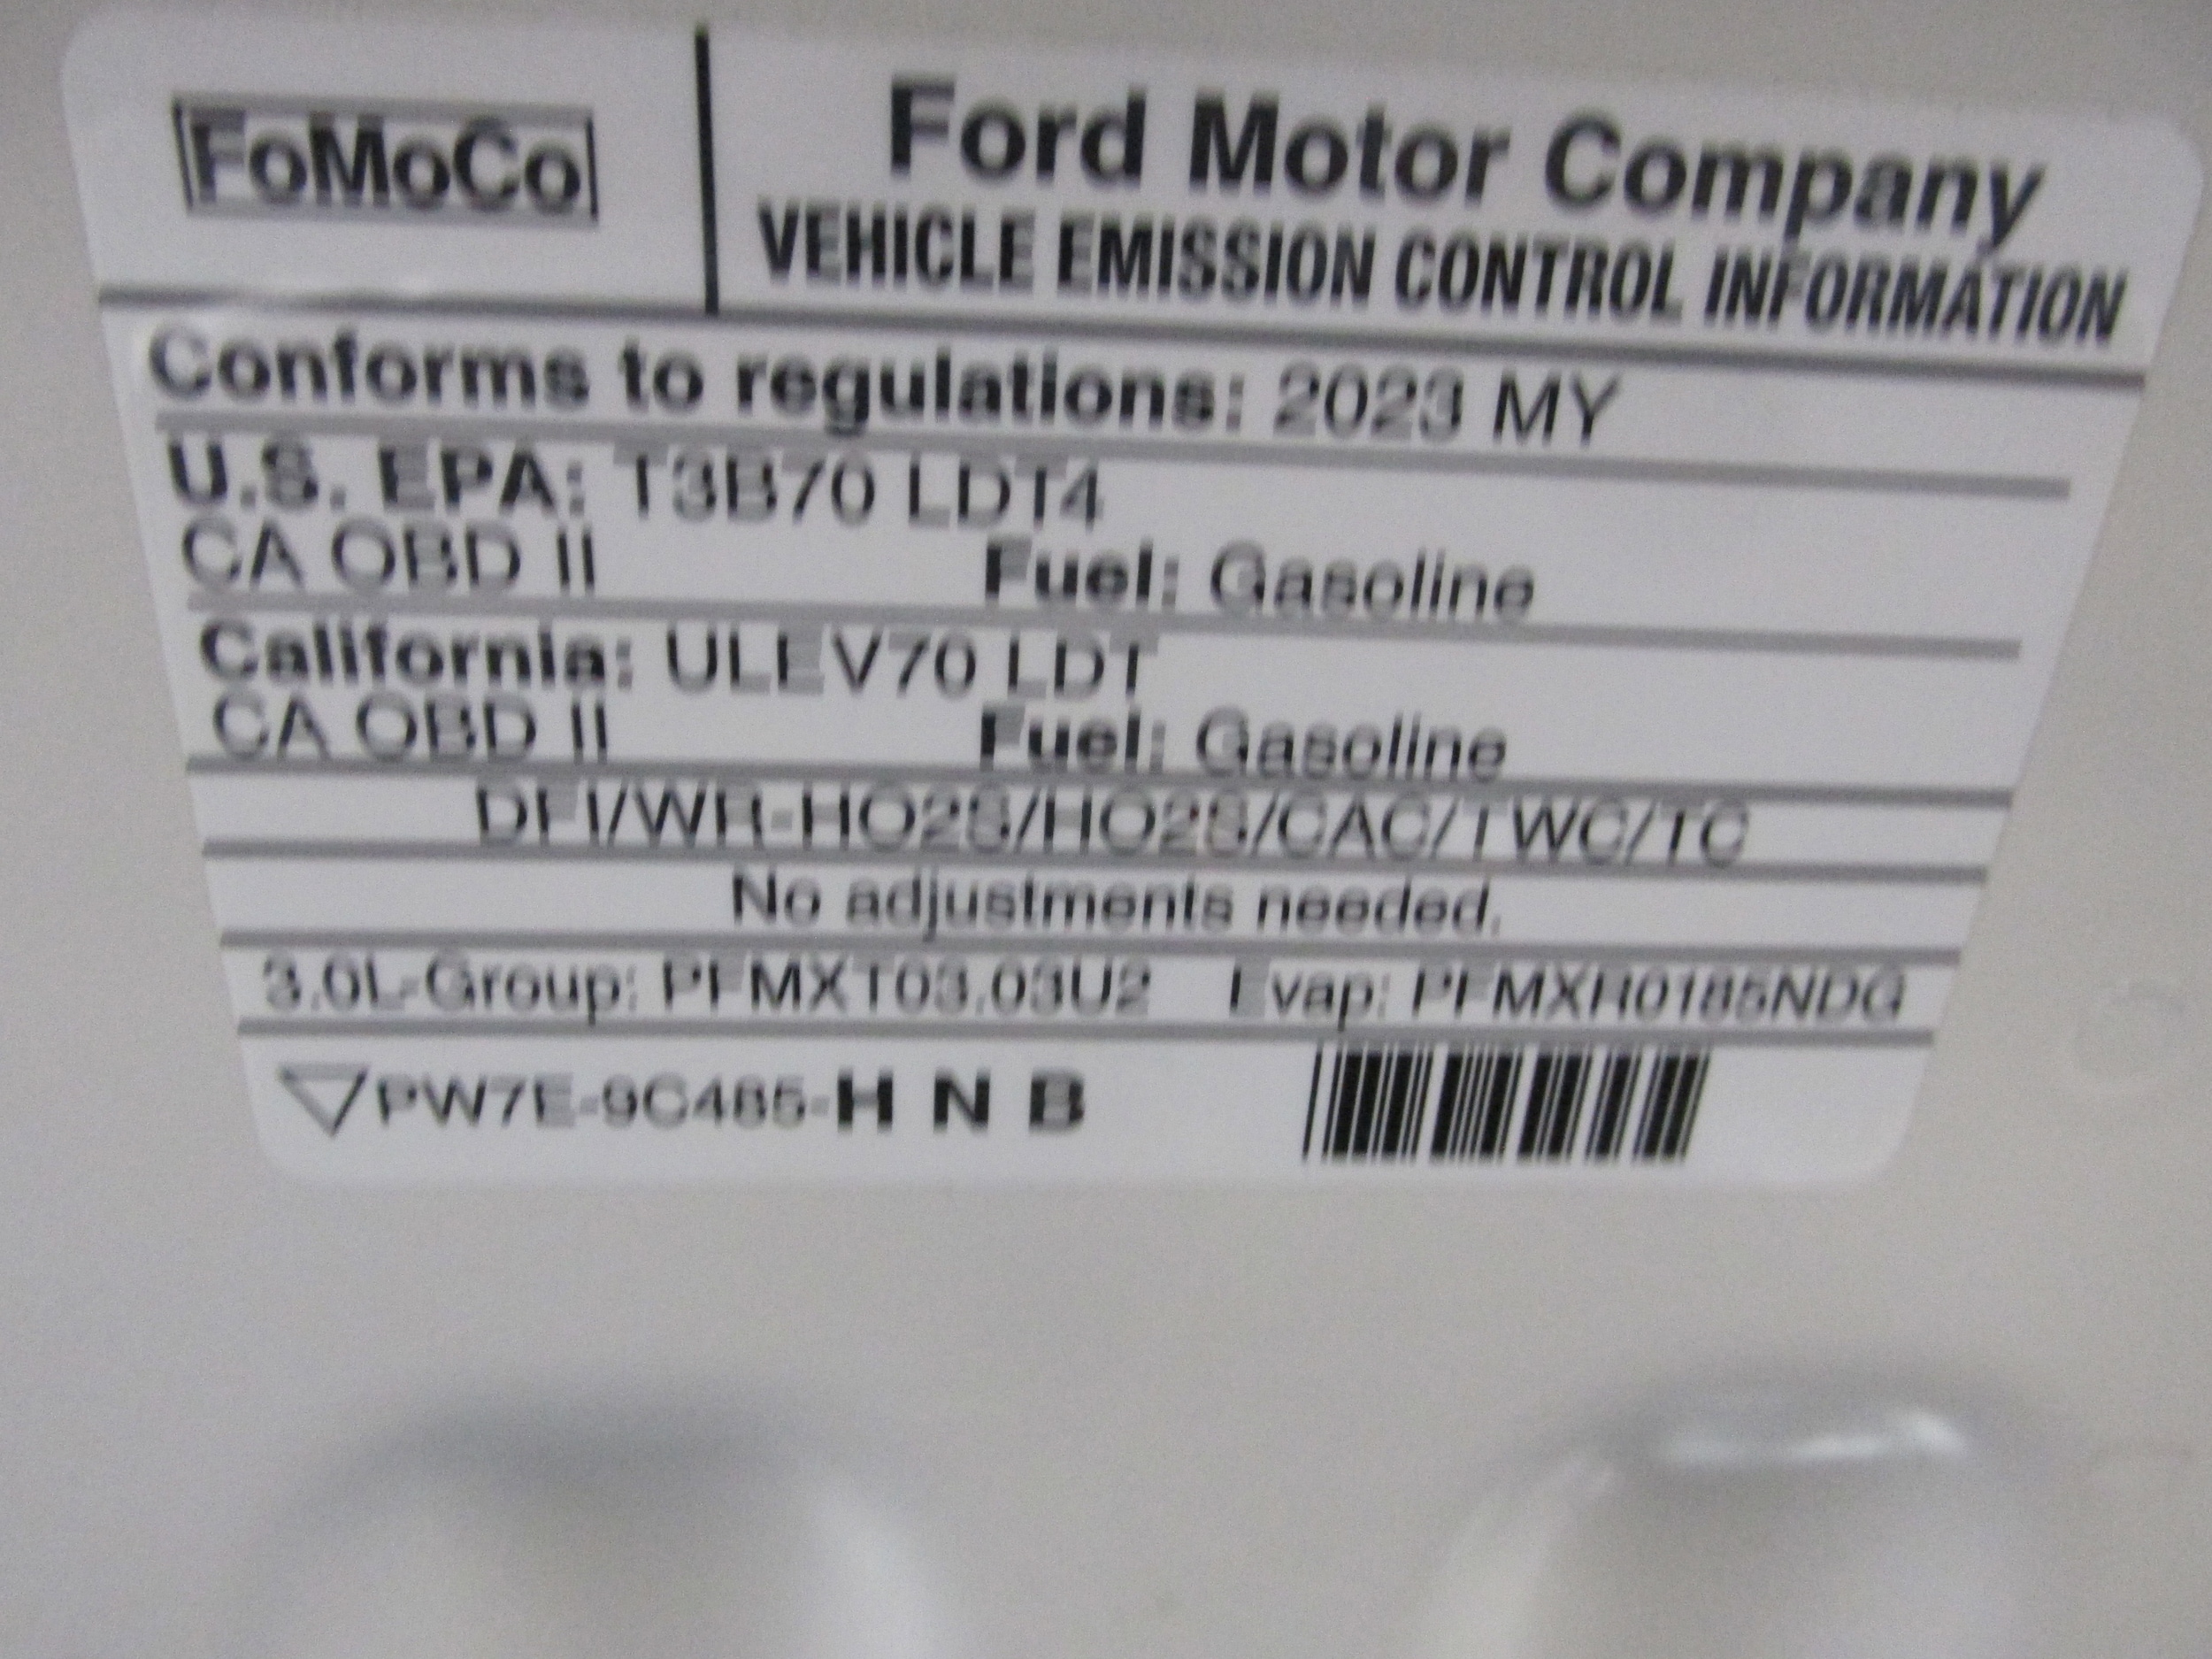 FoMoCo
Ford Motor Company
VEHICLE EMISSION CONTROL INFORMATION
Conforms to regulations: 2023 MY
U.S. EPA: T3B70 LDT4
CA OBD II Fuel: Gasoline
California: ULEV70 LDT
CA OBD II Fuel: Gasoline
DFI/WR-HO2S/HO2S/CAC/TWC/TC
No adjustments needed.
3.0L-Group: PFMXT03.03U2 Evap: PFMXR0185NDG
PW7E-9C485-H N B